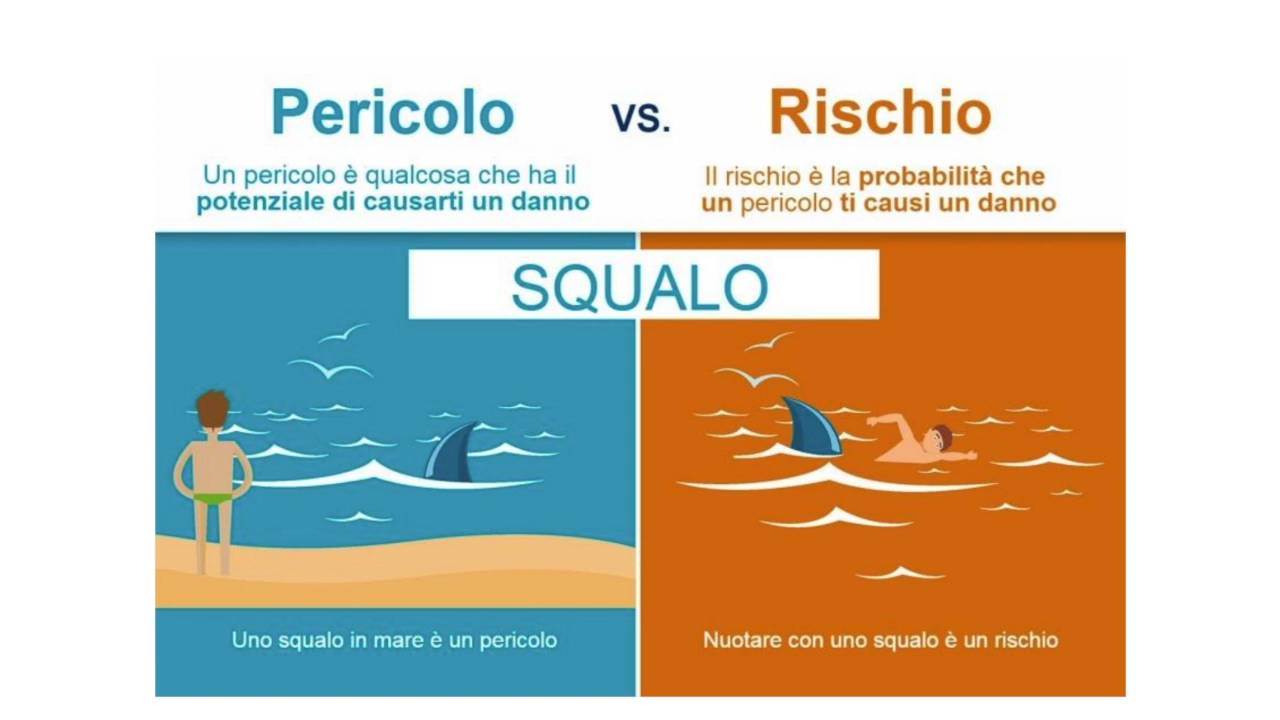 Pericolo vs. Rischio
Un pericolo è qualcosa che ha il
potenziale di causarti un danno
Il rischio è la probabilità che
un pericolo ti causi un danno
SQUALO
Uno squalo in mare è un pericolo
Nuotare con uno squalo è un rischio